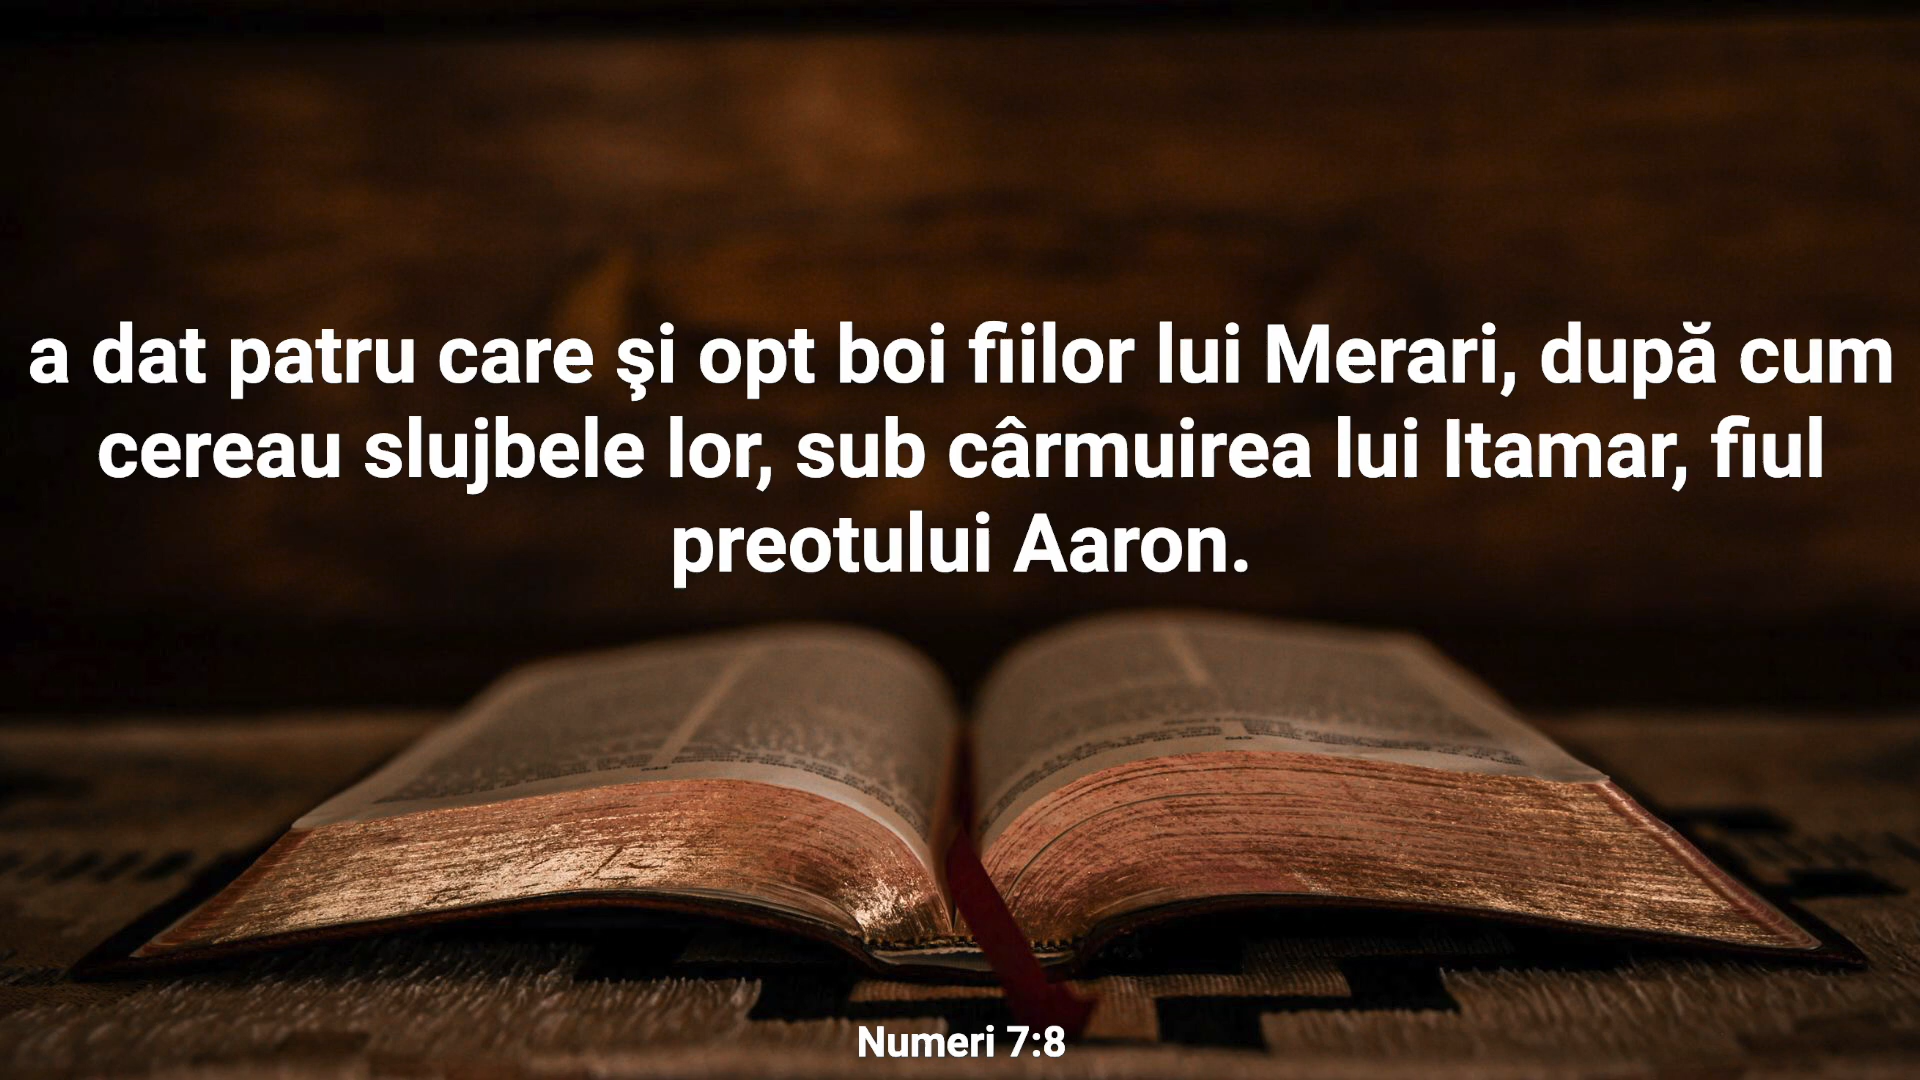 a dat patru care şi opt boi fiilor lui Merari, după cum
cereau slujbele lor, sub cârmuirea lui Itamar, fiul
preotului Aaron.
Numeri 7:8